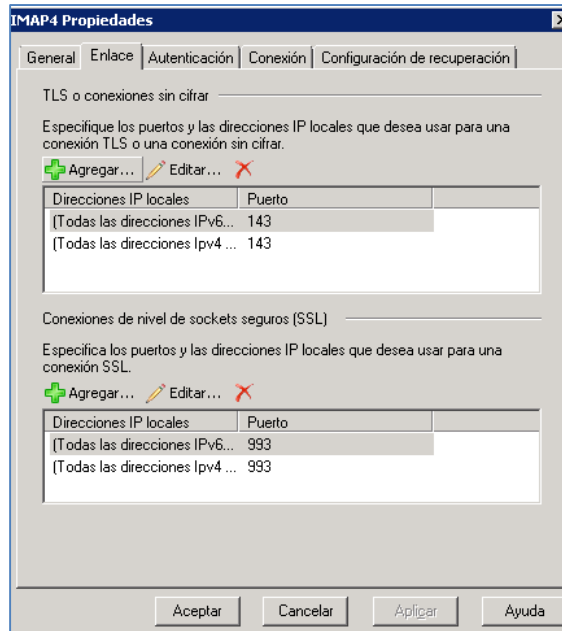 IMAP4 Propiedades
General Enlace Autenticación Conexión Configuración de recuperación
TLS o conexiones sin cifrar
Especifique los puertos y las direcciones IP locales que desea usar para una
conexión TLS o una conexión sin cifrar.
Agregar... Editar...
Direcciones IP locales Puerto
(Todas las direcciones IPv6... 143
(Todas las direcciones Ipv4 ... 143
Conexiones de nivel de sockets seguros (SSL)
Especifica los puertos y las direcciones IP locales que desea usar para una
conexión SSL.
Agregar... Editar...
Direcciones IP locales Puerto
(Todas las direcciones IPv6... 993
(Todas las direcciones Ipv4 ... 993
Aceptar Cancelar Aplicar Ayuda